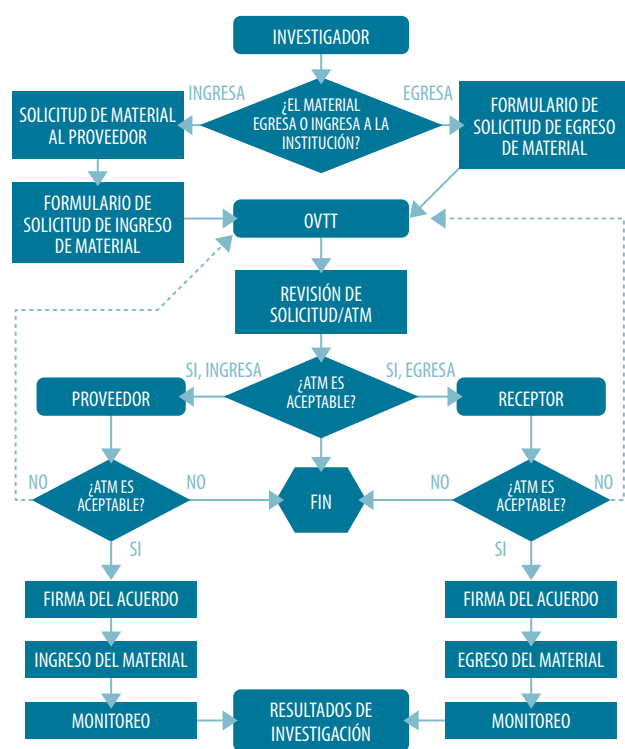 INVESTIGADOR
INGRESA
EGRESA
¿EL MATERIAL
EGRESA O INGRESA A LA
INSTITUCIÓN?
SOLICITUD DE MATERIAL
AL PROVEEDOR
FORMULARIO DE
SOLICITUD DE EGRESO
DE MATERIAL
FORMULARIO DE
SOLICITUD DE INGRESO
DE MATERIAL
OVTT
REVISIÓN DE
SOLICITUD/ATM
SI, INGRESA
SI, EGRESA
¿ATM ES
ACEPTABLE?
PROVEEDOR
RECEPTOR
NO
¿ATM ES
ACEPTABLE?
NO
FIN
NO
¿ATM ES
ACEPTABLE?
NO
SI
SI
FIRMA DEL ACUERDO
FIRMA DEL ACUERDO
INGRESO DEL MATERIAL
EGRESO DEL MATERIAL
MONITOREO
RESULTADOS DE
INVESTIGACIÓN
MONITOREO